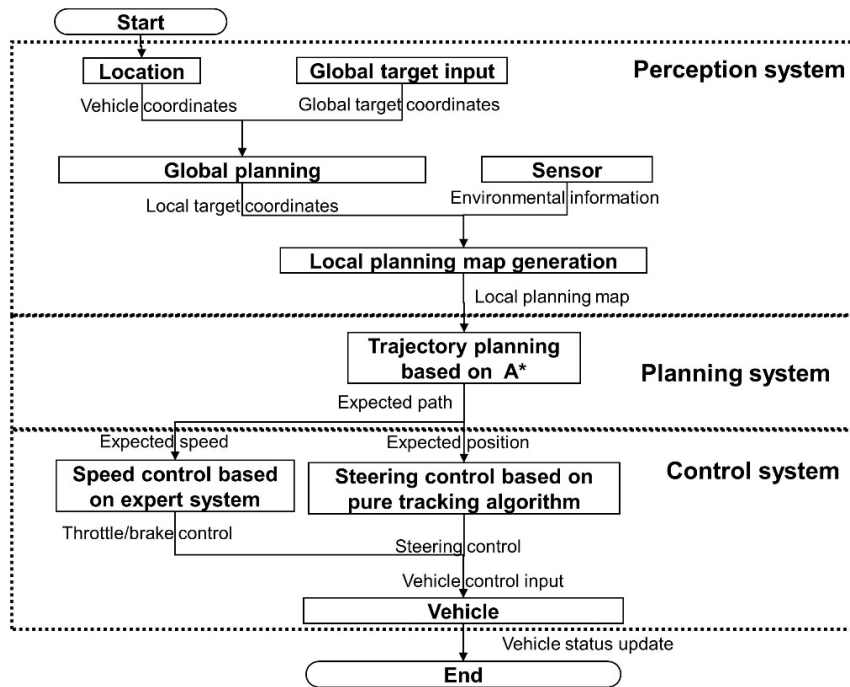 Start
Perception system
Location
Global target input
Vehicle coordinates
Global target coordinates
Global planning
Sensor
Local target coordinates
Environmental information
Local planning map generation
Local planning map
Trajectory planning
based on A*
Planning system
Expected path
Expected speed
Expected position
Speed control based
on expert system
Steering control based on
pure tracking algorithm
Control system
Throttle/brake control
Steering control
Vehicle control input
Vehicle
Vehicle status update
End